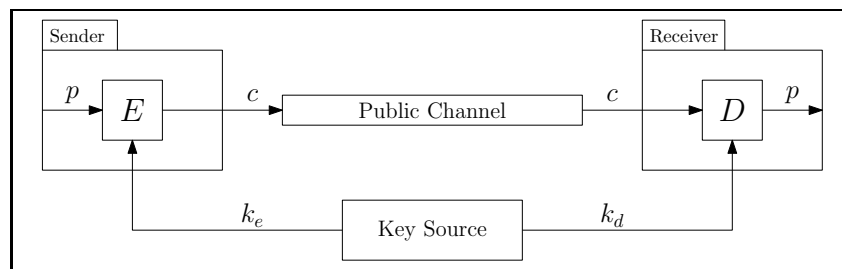 Sender
Receiver
p
E
c
Public Channel
c
D
p
k_e
Key Source
k_d